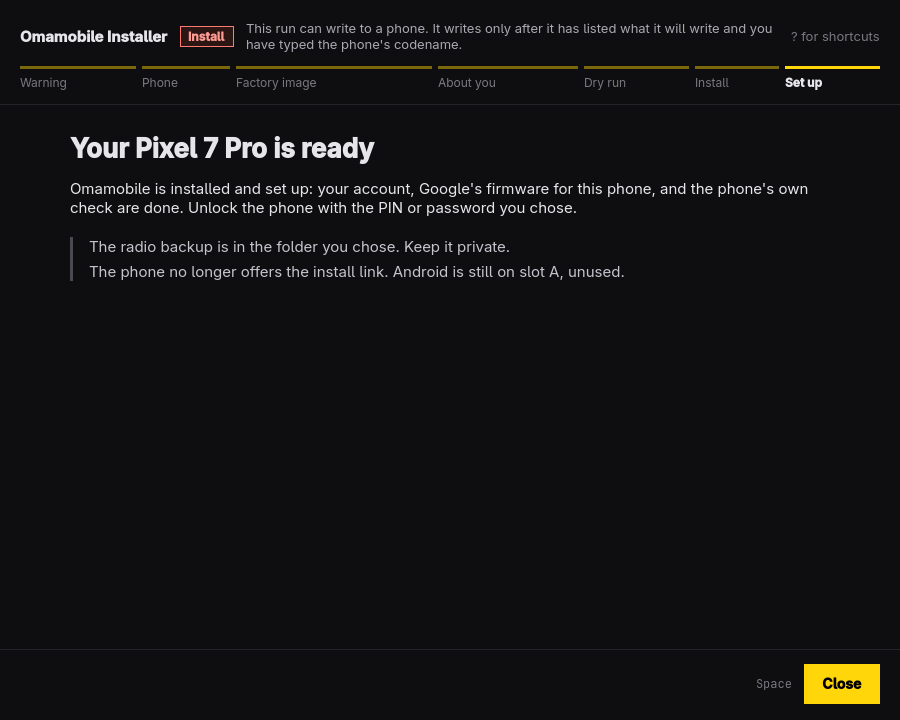 Omamobile Installer
Install
This run can write to a phone. It writes only after it has listed what it will write and you
have typed the phone's codename.
? for shortcuts
Warning
Phone
Factory image
About you
Dry run
Install
Set up
Your Pixel 7 Pro is ready
Omamobile is installed and set up: your account, Google's firmware for this phone, and the phone's own
check are done. Unlock the phone with the PIN or password you chose.
The radio backup is in the folder you chose. Keep it private.
The phone no longer offers the install link. Android is still on slot A, unused.
Space
Close